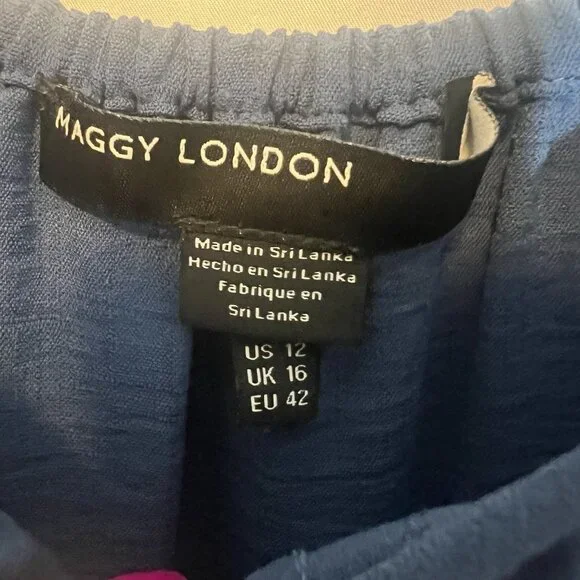 MAGGY LONDON
Made in Sri Lanka
Hecho en Sri Lanka
Fabrique en
Sri Lanka
US 12
UK 16
EU 42